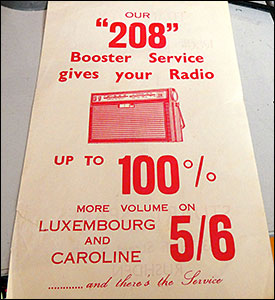 OUR
"208"
Booster Service
gives your Radio
UP TO 100%
MORE VOLUME ON
LUXEMBOURG
AND
CAROLINE
5/6
............and there's the Service